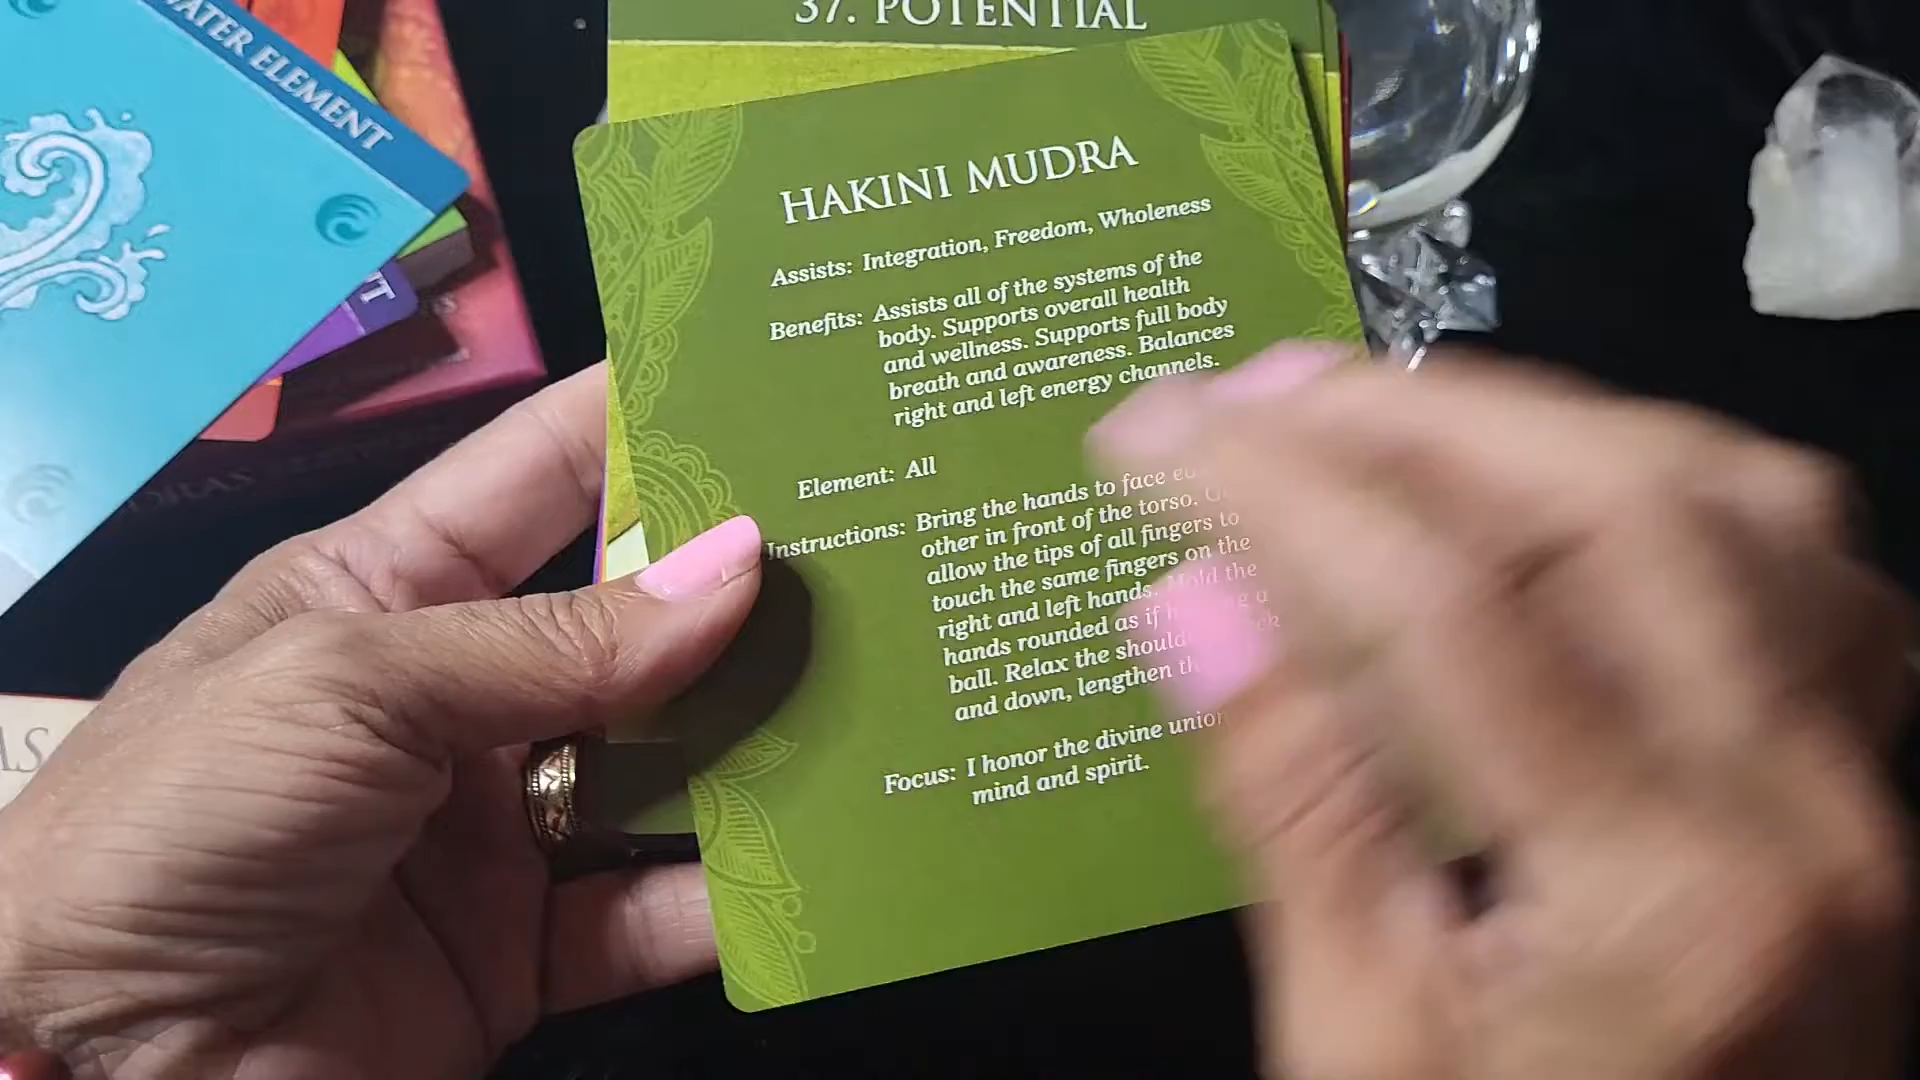 37. POTENTIAL
WATER ELEMENT
HAKINI MUDRA
Assists: Integration, Freedom, Wholeness
Benefits: Assists all of the systems of the
body. Supports overall health
and wellness. Supports full body
breath and awareness. Balances
right and left energy channels.
Element: All
Instructions: Bring the hands to face
other in front of the torso.
allow the tips of all fingers to
touch the same fingers on the
right and left hands. Mold the
hands rounded as if a
ball. Relax the
and down, lengthen
Focus: I honor the divine union
mind and spirit.